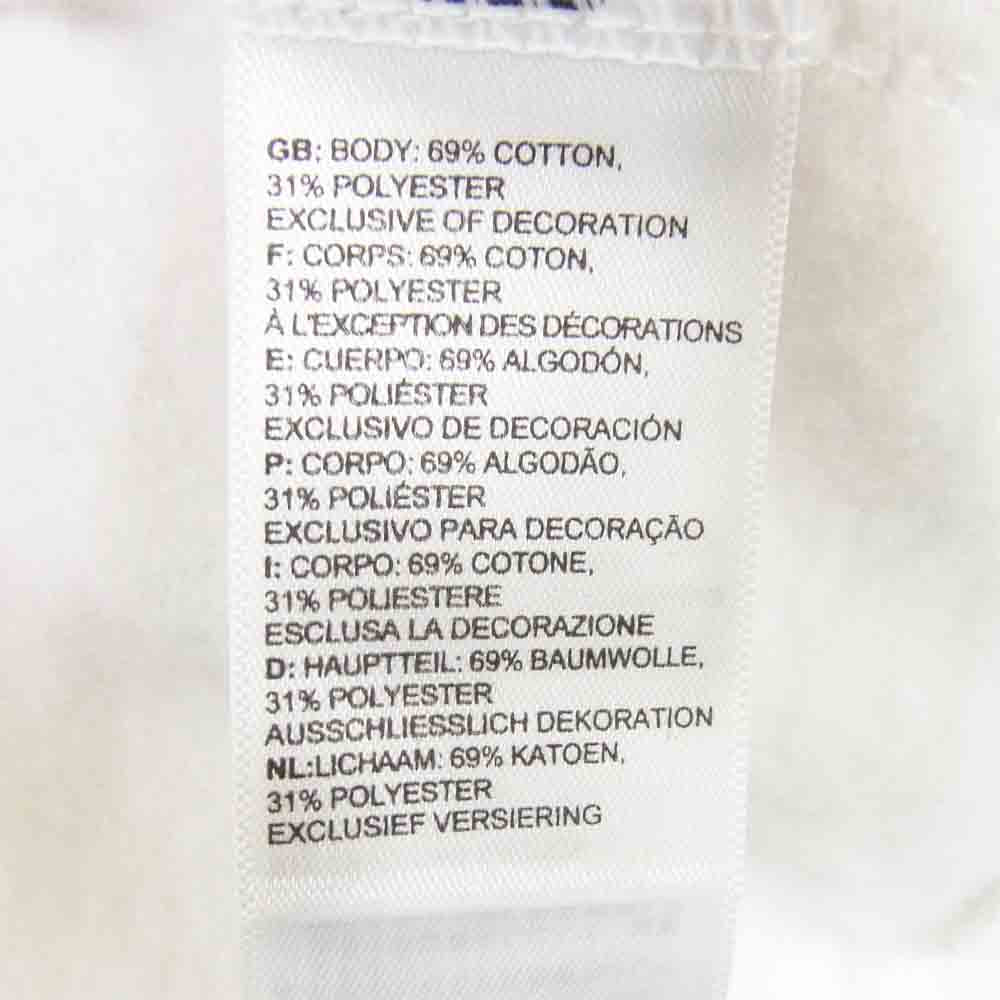 GB: BODY: 69% COTTON,
31% POLYESTER
EXCLUSIVE OF DECORATION
F: CORPS: 69% COTON,
31% POLYESTER
À L'EXCEPTION DES DÉCORATIONS
E: CUERPO: 69% ALGODÓN,
31% POLIÉSTER
EXCLUSIVO DE DECORACIÓN
P: CORPO: 69% ALGODÃO,
31% POLIÉSTER
EXCLUSIVO PARA DECORAÇÃO
I: CORPO: 69% COTONE,
31% POLIESTERE
ESCLUSA LA DECORAZIONE
D: HAUPTTEIL: 69% BAUMWOLLE,
31% POLYESTER
AUSSCHLIESSLICH DEKORATION
NL:LICHAAM: 69% KATOEN,
31% POLYESTER
EXCLUSIEF VERSIERING